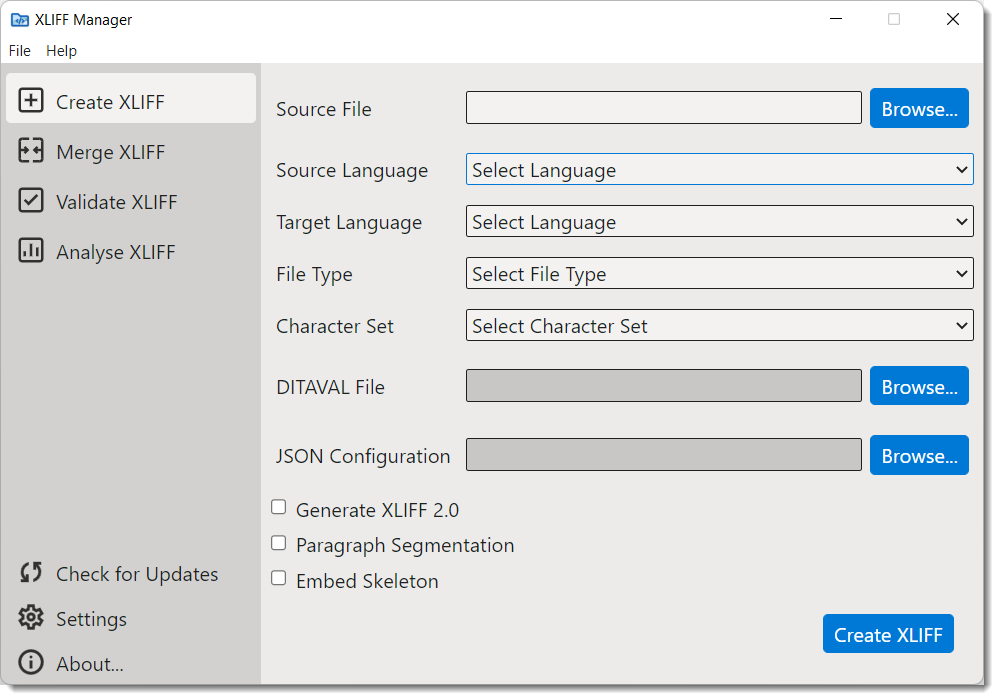 XLIFF Manager
File Help
Create XLIFF
Merge XLIFF
Validate XLIFF
Analyse XLIFF
Check for Updates
Settings
About...
Source File
Browse...
Source Language
Select Language
Target Language
Select Language
File Type
Select File Type
Character Set
Select Character Set
DITAVAL File
Browse...
JSON Configuration
Browse...
Generate XLIFF 2.0
Paragraph Segmentation
Embed Skeleton
Create XLIFF